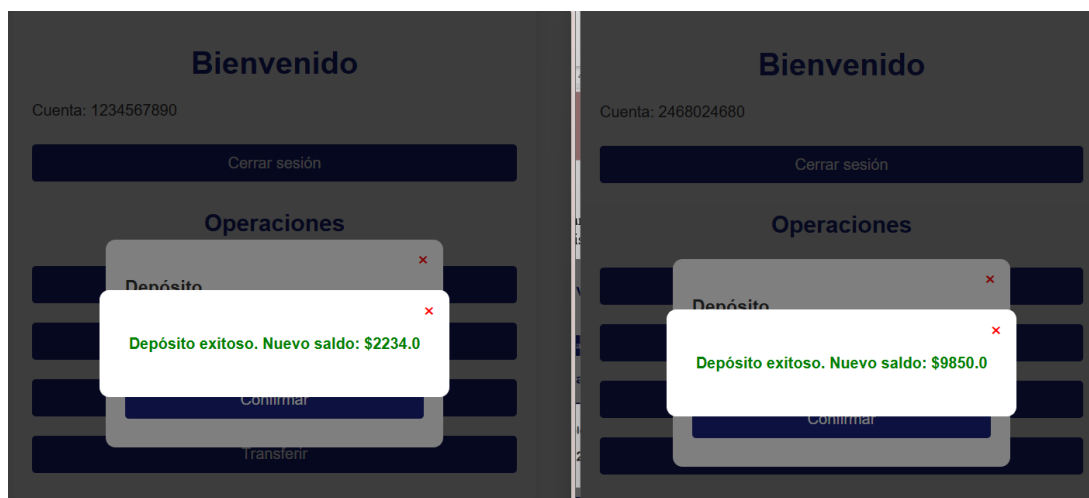 Bienvenido
Cuenta: 1234567890
Cerrar sesión
Operaciones
×
Depósito
×
Depósito exitoso. Nuevo saldo: $2234.0
Confirmar
Transferir
Bienvenido
Cuenta: 2468024680
Cerrar sesión
Operaciones
×
Depósito
×
Depósito exitoso. Nuevo saldo: $9850.0
Confirmar